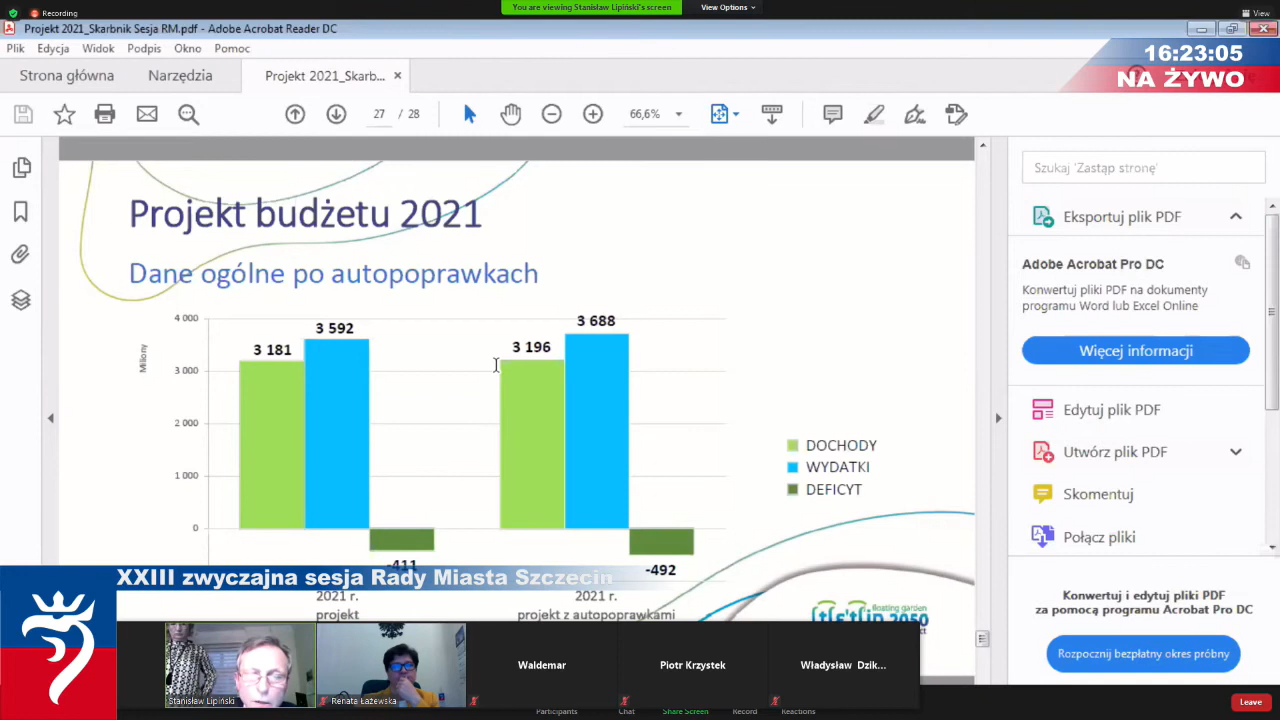 Recording
You are viewing Stanisław Lipiński's screen
View Options
View
Projekt 2021_Skarbnik Sesja RM.pdf - Adobe Acrobat Reader DC
Plik Edycja Widok Podpis Okno Pomoc
16:23:05
NA ŻYWO
Strona główna Narzędzia Projekt 2021_Skarb... ×
27 / 28 66,6%
Szukaj 'Zastąp stronę'
Projekt budżetu 2021
Dane ogólne po autopoprawkach
Eksportuj plik PDF
Adobe Acrobat Pro DC
Konwertuj pliki PDF na dokumenty
programu Word lub Excel Online
Więcej informacji
Edytuj plik PDF
Utwórz plik PDF
Skomentuj
Połącz pliki
Konwertuj i edytuj pliki PDF
za pomocą programu Acrobat Pro DC
Rozpocznij bezpłatny okres próbny
Miliony
4 000
3 000
2 000
1 000
0
3 181
3 592
-411
3 196
3 688
-492
DOCHODY
WYDATKI
DEFICYT
2021 r.
projekt
2021 r.
projekt z autopoprawkami
floating garden
2050
XXIII zwyczajna sesja Rady Miasta Szczecin
Stanisław Lipiński
Renata Łażewska
Waldemar
Piotr Krzystek
Władysław Dzik...
Participants Chat Share Screen Record Reactions
Leave